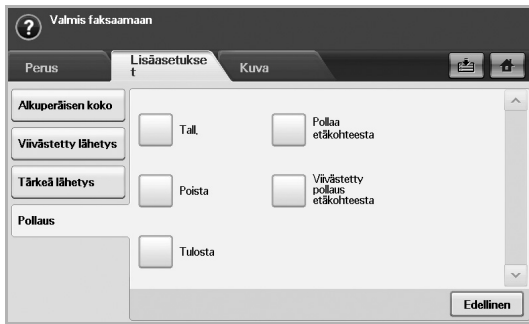 ?
Valmis faksaamaan
Perus
Lisäasetukse
t
Kuva
Alkuperäisen koko
Viivästetty lähetys
Tärkeä lähetys
Pollaus
Tall,
Pollaa
etäkohteesta
Poista
Viivästetty
pollaus
etäkohteesta
Tulosta
Edellinen